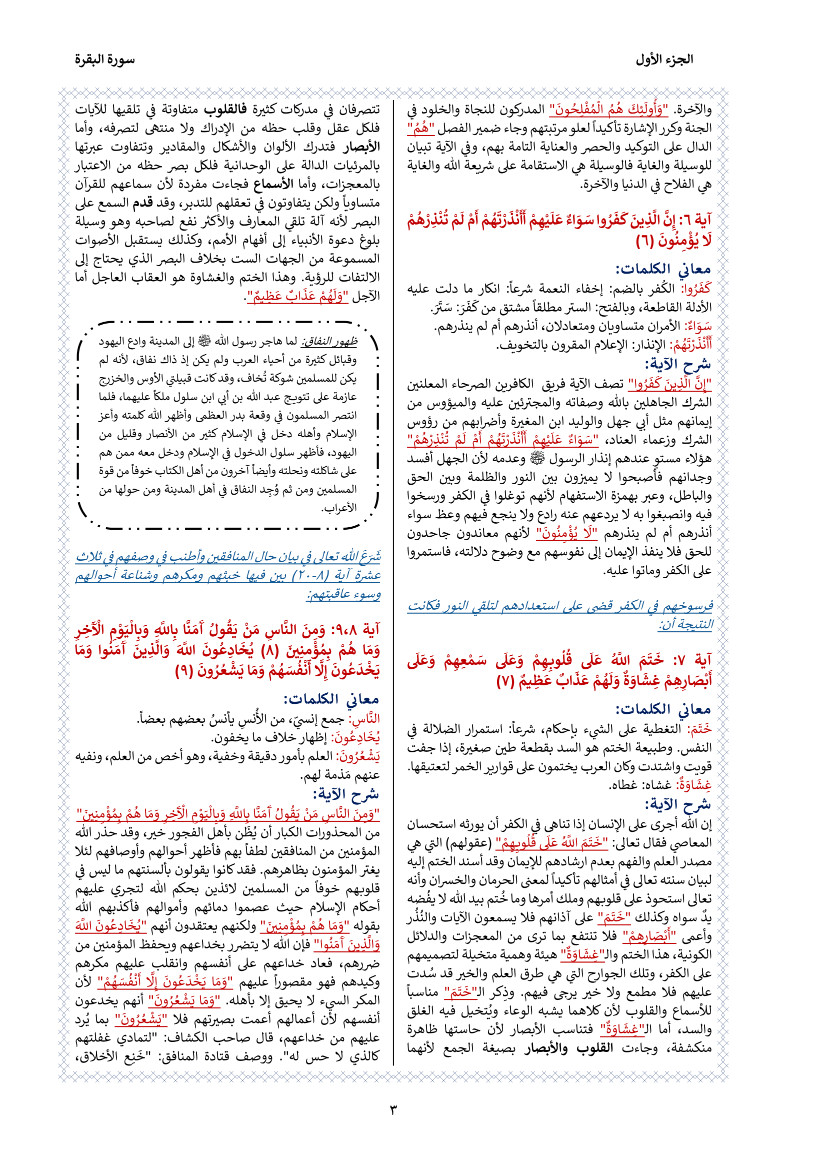 الجزء الأول
سورة البقرة
والآخرة. "وَأُولَئِكَ هُمُ الْمُفْلِحُونَ" المدركون للنجاة والخلود في
الجنة وكرر الإشارة تأكيداً لعلو مرتبتهم وجاء ضمير الفصل "هُمُ"
الدال على التوكيد والحصر والعناية التامة بهم، وفي الآية تبيان
للوسيلة والغاية فالوسيلة هي الاستقامة على شريعة الله والغاية
هي الفلاح في الدنيا والآخرة.
آية ٦: إِنَّ الَّذِينَ كَفَرُوا سَوَاءٌ عَلَيْهِمْ أَأَنْذَرْتَهُمْ أَمْ لَمْ تُنْذِرْهُمْ
لَا يُؤْمِنُونَ (٦)
معاني الكلمات:
كَفَرُوا: الكُفر بالضم: إخفاء النعمة شرعاً: انكار ما دلت عليه
الأدلة القاطعة، وبالفتح: الستر مطلقاً مشتق من كَفَرَ: سَتَرَ.
سَوَاءٌ: الأمران متساويان ومتعادلان، أنذرهم أم لم ينذرهم.
أَأَنْذَرْتَهُمْ: الإنذار: الإعلام المقرون بالتخويف.
شرح الآية:
"إِنَّ الَّذِينَ كَفَرُوا" تصف الآية فريق الكافرين الصرحاء المعلنين
الشرك الجاهلين بالله وصفاته والمجترئين عليه والميؤوس من
إيمانهم مثل أبي جهل والوليد ابن المغيرة وأضرابهم من رؤوس
الشرك وزعماء العناد، "سَوَاءٌ عَلَيْهِمْ أَأَنْذَرْتَهُمْ أَمْ لَمْ تُنْذِرْهُمْ"
هؤلاء مستوٍ عندهم إنذار الرسول ﷺ وعدمه لأن الجهل أفسد
وجدانهم فأصبحوا لا يميزون بين النور والظلمة وبين الحق
والباطل، وعبر بهمزة الاستفهام لأنهم توغلوا في الكفر ورسخوا
فيه وانصبغوا به لا يردعهم عنه رادع ولا ينجع فيهم وعظ سواء
أنذرهم أم لم ينذرهم "لَا يُؤْمِنُونَ" لأنهم معاندون جاحدون
للحق فلا ينفذ الإيمان إلى نفوسهم مع وضوح دلالته، فاستمروا
على الكفر وماتوا عليه.
فرسوخهم في الكفر قضى على استعدادهم لتلقي النور فكانت
النتيجة أن:
آية ٧: خَتَمَ اللَّهُ عَلَى قُلُوبِهِمْ وَعَلَى سَمْعِهِمْ وَعَلَى
أَبْصَارِهِمْ غِشَاوَةٌ وَلَهُمْ عَذَابٌ عَظِيمٌ (٧)
معاني الكلمات:
خَتَمَ: التغطية على الشيء بإحكام، شرعاً: استمرار الضلالة في
النفس. وطبيعة الختم هو السد بقطعة طين صغيرة، إذا جفت
قويت واشتدت وكان العرب يختمون على قوارير الخمر لتعتيقها.
غِشَاوَةٌ: غشاه: غطاه.
شرح الآية:
إن الله أجرى على الإنسان إذا تناهى في الكفر أن يورثه استحسان
المعاصي فقال تعالى: "خَتَمَ اللَّهُ عَلَى قُلُوبِهِمْ" (عقولهم) التي هي
مصدر العلم والفهم بعدم ارشادهم للإيمان وقد أسند الختم إليه
لبيان سنته تعالى في أمثالهم تأكيداً لمعنى الحرمان والخسران وأنه
تعالى استحوذ على قلوبهم وملك أمرها وما خُتم بيد الله لا يفُضه
يدٌ سواه وكذلك "خَتَمَ" على آذانهم فلا يسمعون الآيات والنُذُر
وأعمى "أَبْصَارِهِمْ" فلا تنتفع بما ترى من المعجزات والدلائل
الكونية، هذا الختم والـ"غِشَاوَةٌ" هيئة وهمية متخيلة لتصميمهم
على الكفر، وتلك الجوارح التي هي طرق العلم والخير قد سُدت
عليهم فلا مطمع ولا خير يرجى فيهم. وذِكر الـ"خَتَمَ" مناسباً
للأسماع والقلوب لأن كلاهما يشبه الوعاء ويُتخيل فيه الغلق
والسد، أما الـ"غِشَاوَةٌ" فتناسب الأبصار لأن حاستها ظاهرة
منكشفة، وجاءت القلوب والأبصار بصيغة الجمع لأنهما
تتصرفان في مدركات كثيرة فالقلوب متفاوتة في تلقيها للآيات
فلكل عقل وقلب حظه من الإدراك ولا منتهى لتصرفه، وأما
الأبصار فتدرك الألوان والأشكال والمقادير وتتفاوت عبرتها
بالمرئيات الدالة على الوحدانية فلكل بصر حظه من الاعتبار
بالمعجزات، وأما الأسماع فجاءت مفردة لأن سماعهم للقرآن
متساوياً ولكن يتفاوتون في تعقلهم للتدبر، وقد قدم السمع على
البصر لأنه آلة تلقي المعارف والأكثر نفع لصاحبه وهو وسيلة
بلوغ دعوة الأنبياء إلى أفهام الأمم، وكذلك يستقبل الأصوات
المسموعة من الجهات الست بخلاف البصر الذي يحتاج إلى
الالتفات للرؤية. وهذا الختم والغشاوة هو العقاب العاجل أما
الآجل "وَلَهُمْ عَذَابٌ عَظِيمٌ".
ظهور النفاق: لما هاجر رسول الله ﷺ إلى المدينة وادع اليهود
وقبائل كثيرة من أحياء العرب ولم يكن إذ ذاك نفاق، لأنه لم
يكن للمسلمين شوكة تُخاف، وقد كانت قبيلتي الأوس والخزرج
عازمة على تتويج عبد الله بن أبي ابن سلول ملكاً عليهما، فلما
انتصر المسلمون في وقعة بدر العظمى وأظهر الله كلمته وأعز
الإسلام وأهله دخل في الإسلام كثير من الأنصار وقليل من
اليهود، فأظهر سلول الدخول في الإسلام ودخل معه ممن هم
على شاكلته ونحلته وأيضاً آخرون من أهل الكتاب خوفاً من قوة
المسلمين ومن ثم وُجِد النفاق في أهل المدينة ومن حولها من
الأعراب.
شَرَعَ الله تعالى في بيان حال المنافقين وأطنب في وصفهم في ثلاث
عشرة آية (٨-٢٠) بين فيها خبثهم ومكرهم وشناعة أحوالهم
وسوء عاقبتهم:
آية ٩،٨: وَمِنَ النَّاسِ مَنْ يَقُولُ آمَنَّا بِاللَّهِ وَبِالْيَوْمِ الْآخِرِ
وَمَا هُمْ بِمُؤْمِنِينَ (٨) يُخَادِعُونَ اللَّهَ وَالَّذِينَ آمَنُوا وَمَا
يَخْدَعُونَ إِلَّا أَنْفُسَهُمْ وَمَا يَشْعُرُونَ (٩)
معاني الكلمات:
النَّاسِ: جمع إنسيّ، من الأُنس يأنسُ بعضهم بعضاً.
يُخَادِعُونَ: إظهار خلاف ما يخفون.
يَشْعُرُونَ: العلم بأمور دقيقة وخفية، وهو أخص من العلم، ونفيه
عنهم مَذمة لهم.
شرح الآية:
"وَمِنَ النَّاسِ مَنْ يَقُولُ آمَنَّا بِاللَّهِ وَبِالْيَوْمِ الْآخِرِ وَمَا هُمْ بِمُؤْمِنِينَ"
من المحذورات الكبار أن يُظَن بأهل الفجور خير، وقد حذر الله
المؤمنين من المنافقين لطفاً بهم فأظهر أحوالهم وأوصافهم لئلا
يغتر المؤمنون بظاهرهم. فقد كانوا يقولون بألسنتهم ما ليس في
قلوبهم خوفاً من المسلمين لائذين بحكم الله لتجري عليهم
أحكام الإسلام حيث عصموا دمائهم وأموالهم فأكذبهم الله
بقوله "وَمَا هُمْ بِمُؤْمِنِينَ" ولكنهم يعتقدون أنهم "يُخَادِعُونَ اللَّهَ
وَالَّذِينَ آمَنُوا" فإن الله لا يتضرر بخداعهم ويحفظ المؤمنين من
ضررهم، فعاد خداعهم على أنفسهم وانقلب عليهم مكرهم
وكيدهم فهو مقصوراً عليهم "وَمَا يَخْدَعُونَ إِلَّا أَنْفُسَهُمْ" لأن
المكر السيء لا يحيق إلا بأهله. "وَمَا يَشْعُرُونَ" أنهم يخدعون
أنفسهم لأن أعمالهم أعمت بصيرتهم فلا "يَشْعُرُونَ" بما يُرد
عليهم من خداعهم، قال صاحب الكشاف: "لتمادي غفلتهم
كالذي لا حس له". ووصف قتادة المنافق: "خَنِع الأخلاق،
٣